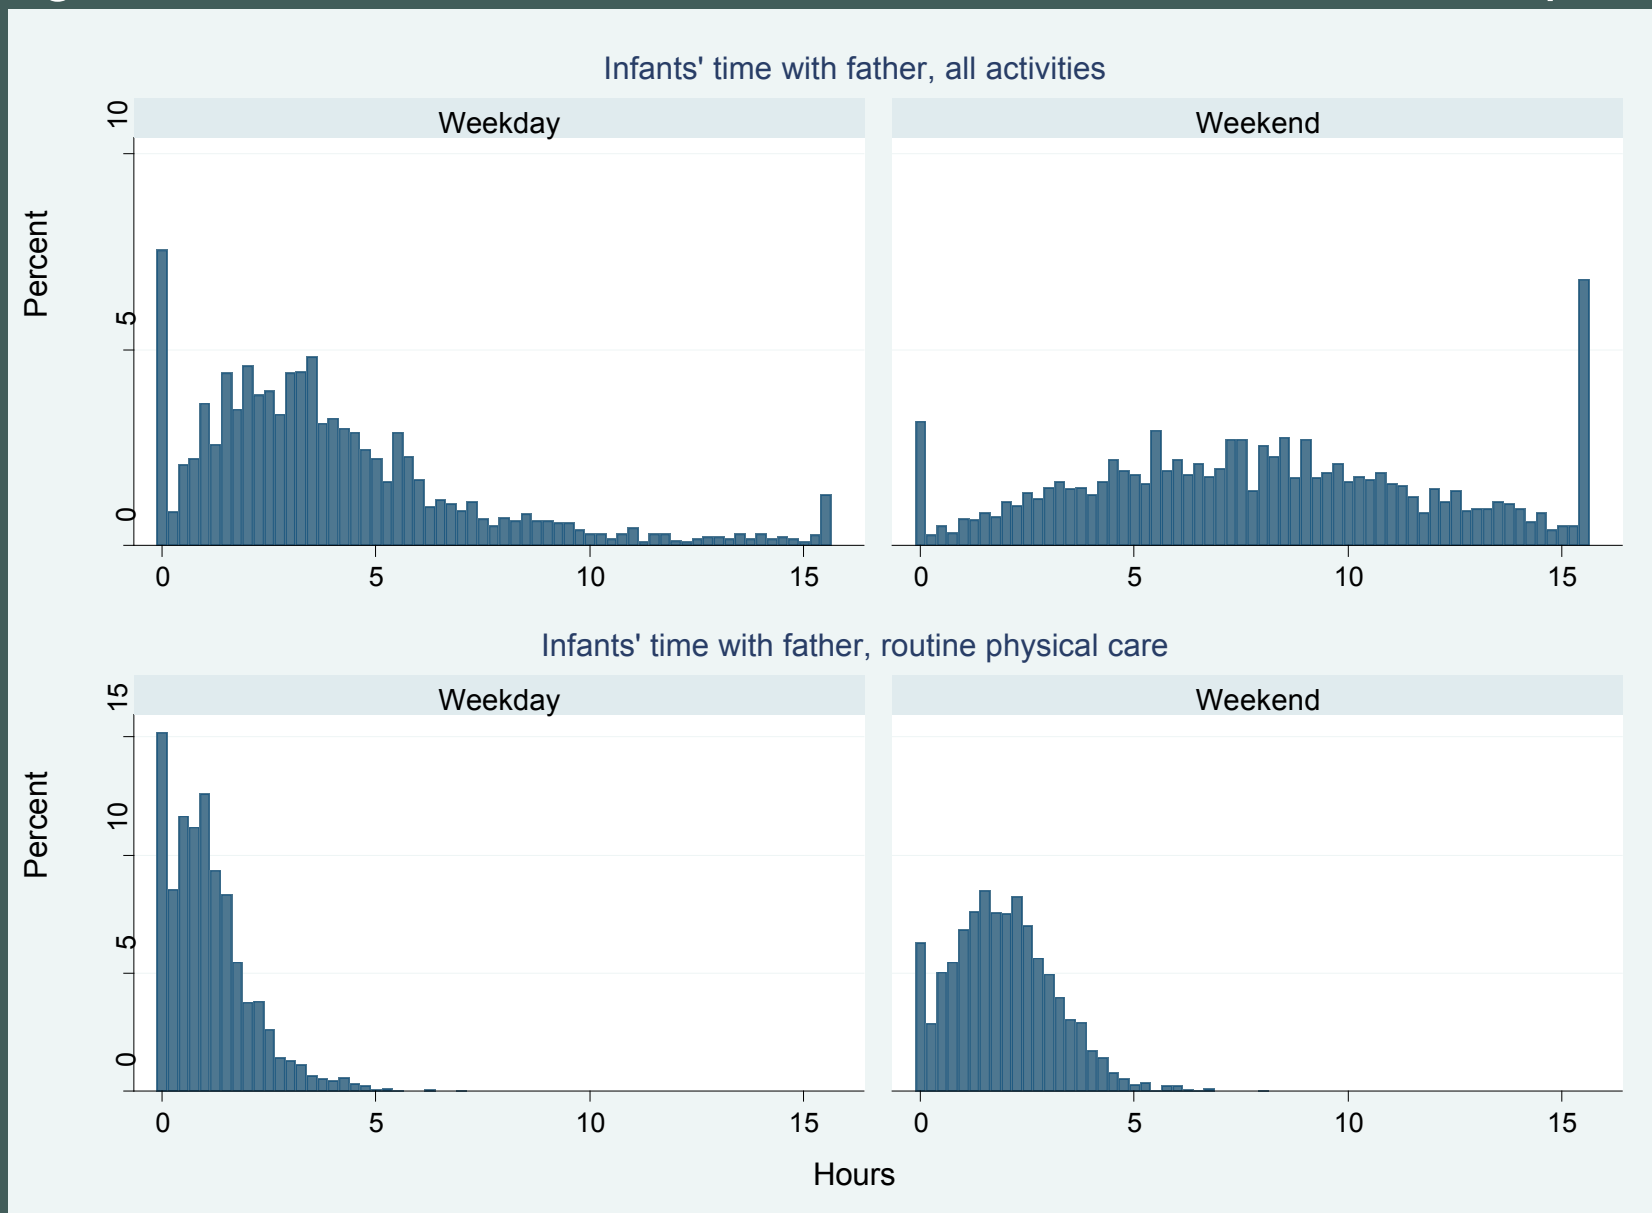 Infants' time with father, all activities
Weekday Weekend
Percent
10
5
0
0 5 10 15 0 5 10 15
Infants' time with father, routine physical care
Weekday Weekend
Percent
15
10
5
0
0 5 10 15 0 5 10 15
Hours